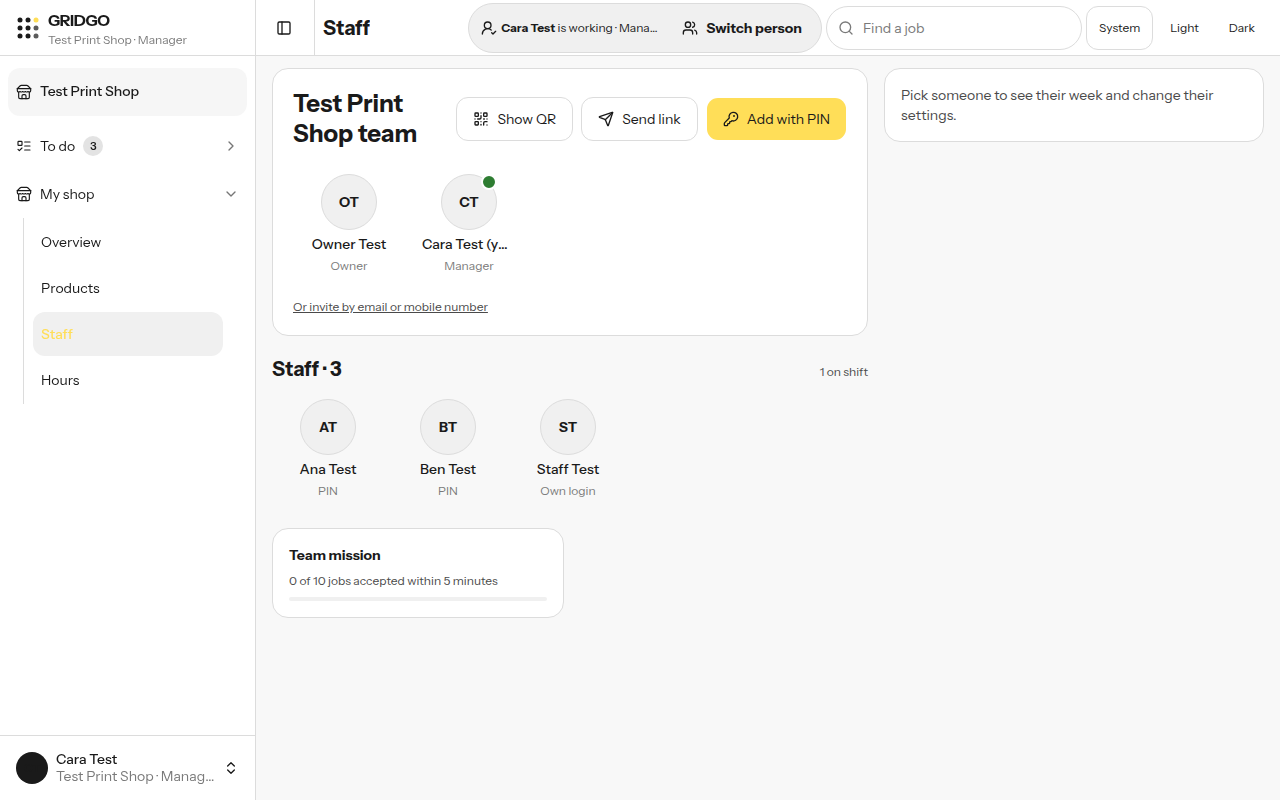 GRIDGO
Test Print Shop · Manager
Staff
Cara Test is working · Mana...
Switch person
Find a job
System
Light
Dark
Test Print Shop
To do
3
My shop
Overview
Products
Staff
Hours
Test Print
Shop team
Show QR
Send link
Add with PIN
OT
Owner Test
Owner
CT
Cara Test (y...
Manager
Or invite by email or mobile number
Pick someone to see their week and change their
settings.
Staff · 3
1 on shift
AT
Ana Test
PIN
BT
Ben Test
PIN
ST
Staff Test
Own login
Team mission
0 of 10 jobs accepted within 5 minutes
Cara Test
Test Print Shop · Manag...